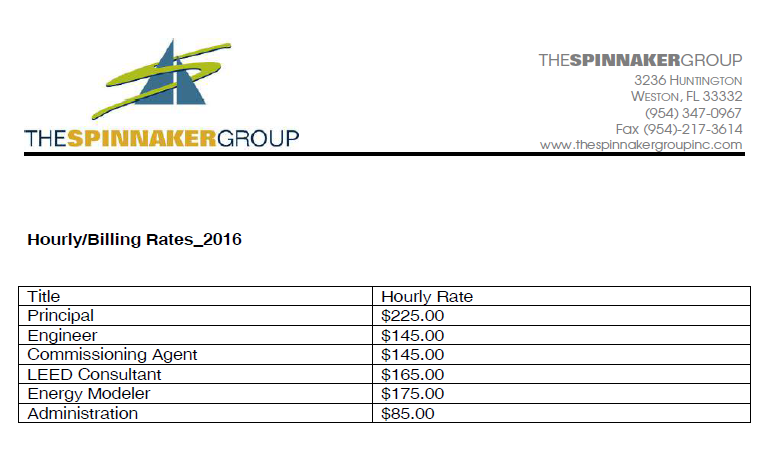 THESPINNAKERGROUP
THESPINNAKERGROUP
3236 HUNTINGTON
WESTON, FL 33332
(954) 347-0967
Fax (954)-217-3614
www.thespinnakergroupinc.com
Hourly/Billing Rates_2016
Title Hourly Rate
Principal $225.00
Engineer $145.00
Commissioning Agent $145.00
LEED Consultant $165.00
Energy Modeler $175.00
Administration $85.00